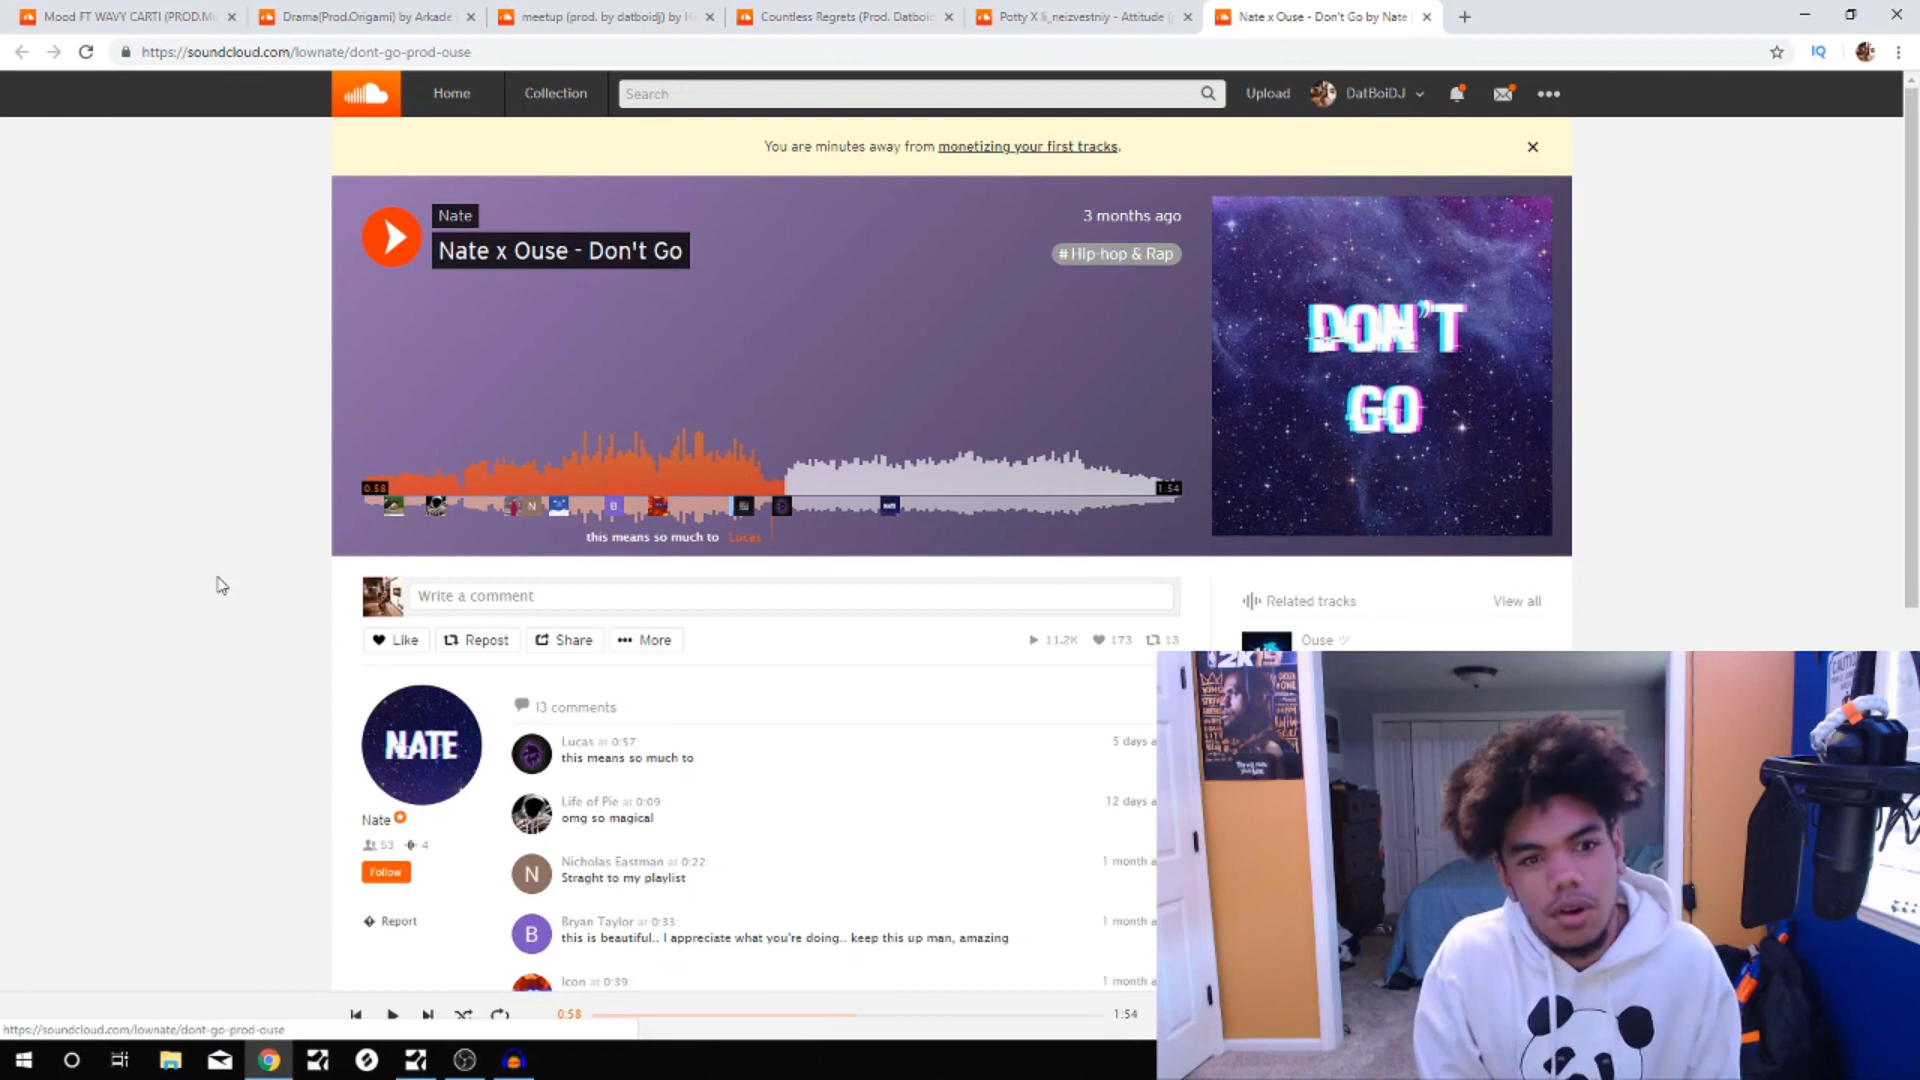 Mood FT WAVY CARTI (PROD.M
Drama(Prod.Origami) by Arkade
meetup (prod. by datboidj) by
Countless Regrets (Prod. Datboi
Potty X li_neizvestniy - Attitude
Nate x Ouse - Don't Go by Nate
https://soundcloud.com/lownate/dont-go-prod-ouse
IQ
Home
Collection
Search
Upload
DatBoiDJ
You are minutes away from monetizing your first tracks.
Nate
3 months ago
Nate x Ouse - Don't Go
# Hip-hop & Rap
DON'T
GO
0:58
1:54
N
B
NATE
this means so much to Lucas
Write a comment
Related tracks
View all
Like
Repost
Share
More
11.2K
173
13
Ouse ツ
13 comments
NATE
Lucas at 0:57:
5 days a
this means so much to
Life of Pie at 0:09:
12 days a
omg so magical
Nate
53
4
N
Nicholas Eastman at 0:22:
1 month a
Straght to my playlist
Follow
Report
B
Bryan Taylor at 0:33:
1 month a
this is beautiful.. I appreciate what you're doing.. keep this up man, amazing
Icon at 0:39:
1 month a
0:58
1:54
https://soundcloud.com/lownate/dont-go-prod-ouse
2K19